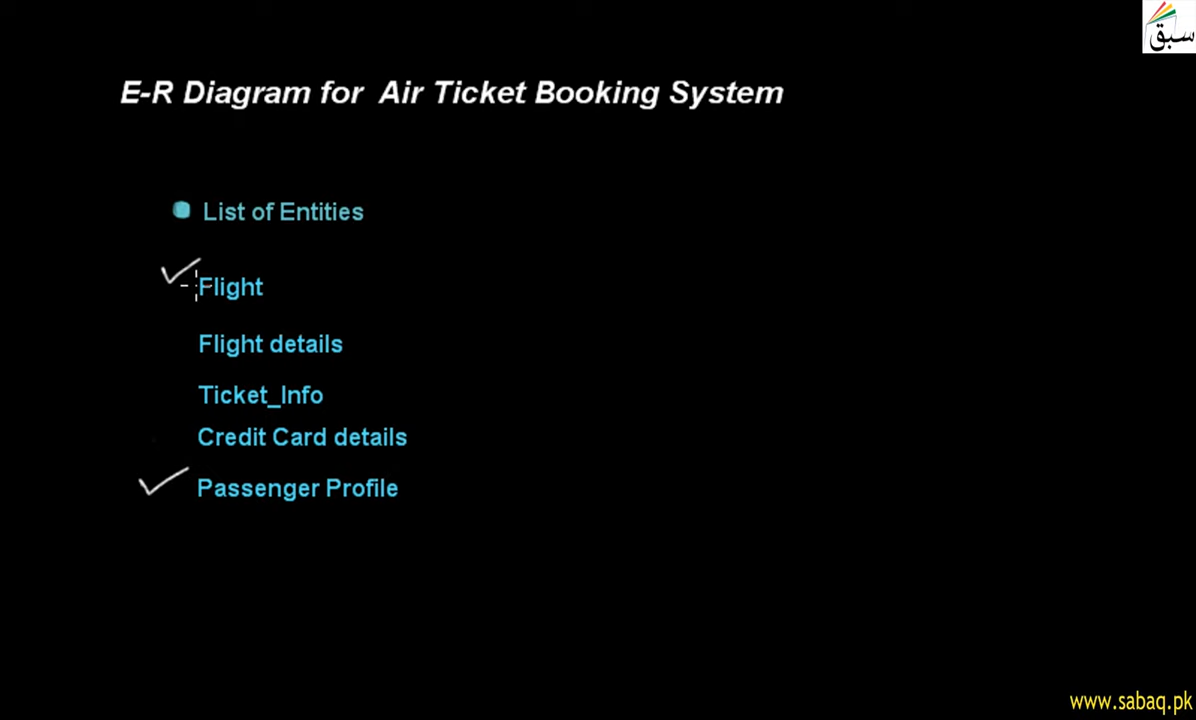 سبق
E-R Diagram for Air Ticket Booking System
List of Entities
Flight
Flight details
Ticket_Info
Credit Card details
Passenger Profile
www.sabaq.pk